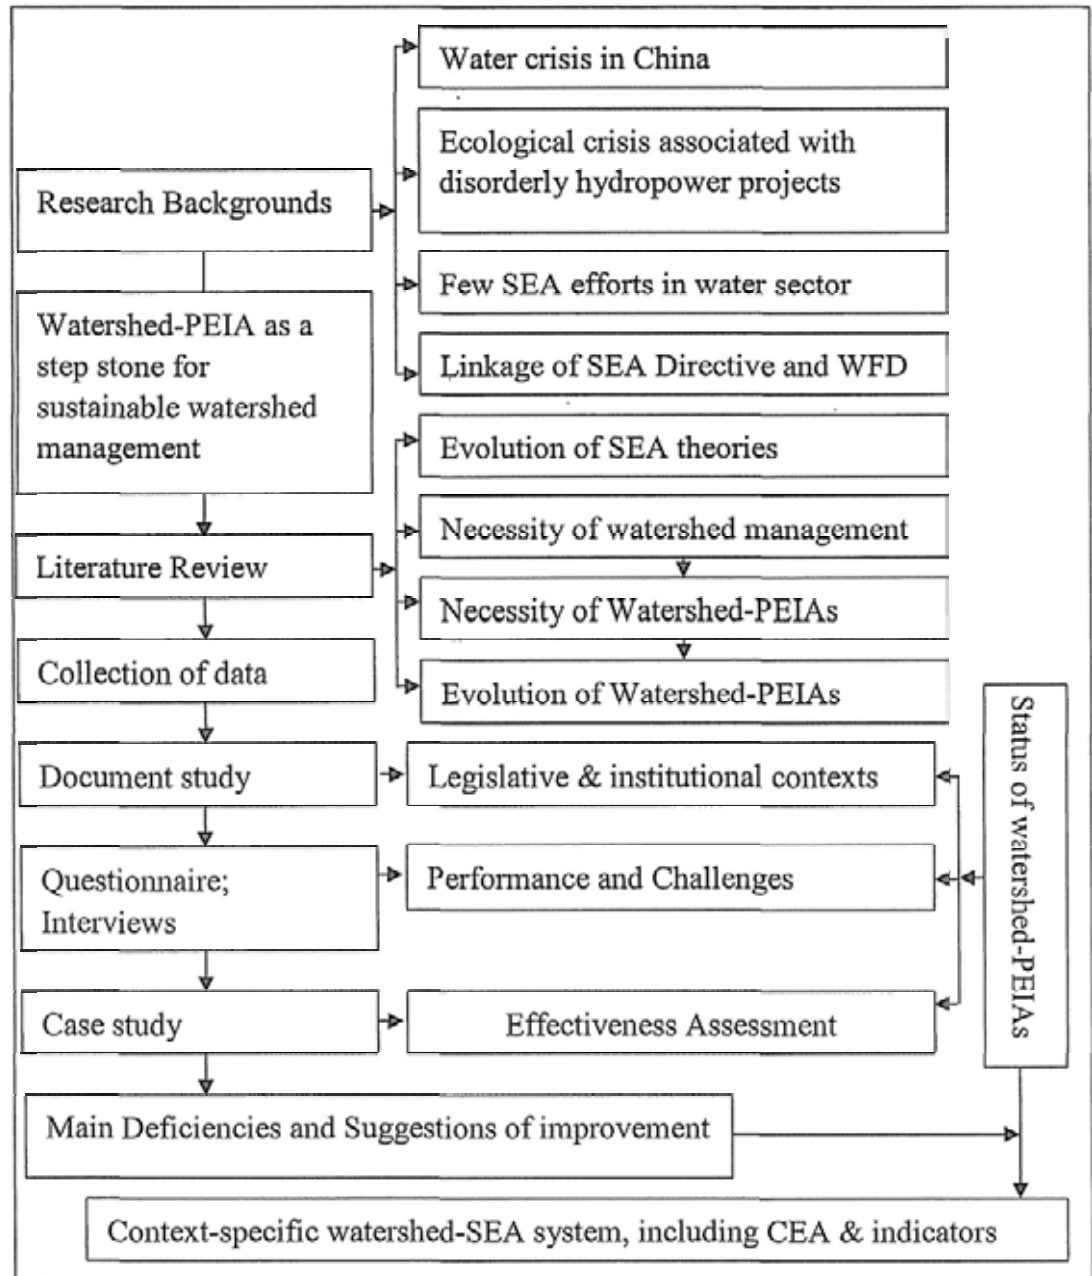 Water crisis in China
Ecological crisis associated with
disorderly hydropower projects
Research Backgrounds
Few SEA efforts in water sector
Watershed-PEIA as a
step stone for
sustainable watershed
management
Linkage of SEA Directive and WFD
Evolution of SEA theories
Necessity of watershed management
Literature Review
Necessity of Watershed-PEIAs
Collection of data
Evolution of Watershed-PEIAs
Status of watershed-PEIAs
Document study
Legislative & institutional contexts
Questionnaire;
Interviews
Performance and Challenges
Case study
Effectiveness Assessment
Main Deficiencies and Suggestions of improvement
Context-specific watershed-SEA system, including CEA & indicators